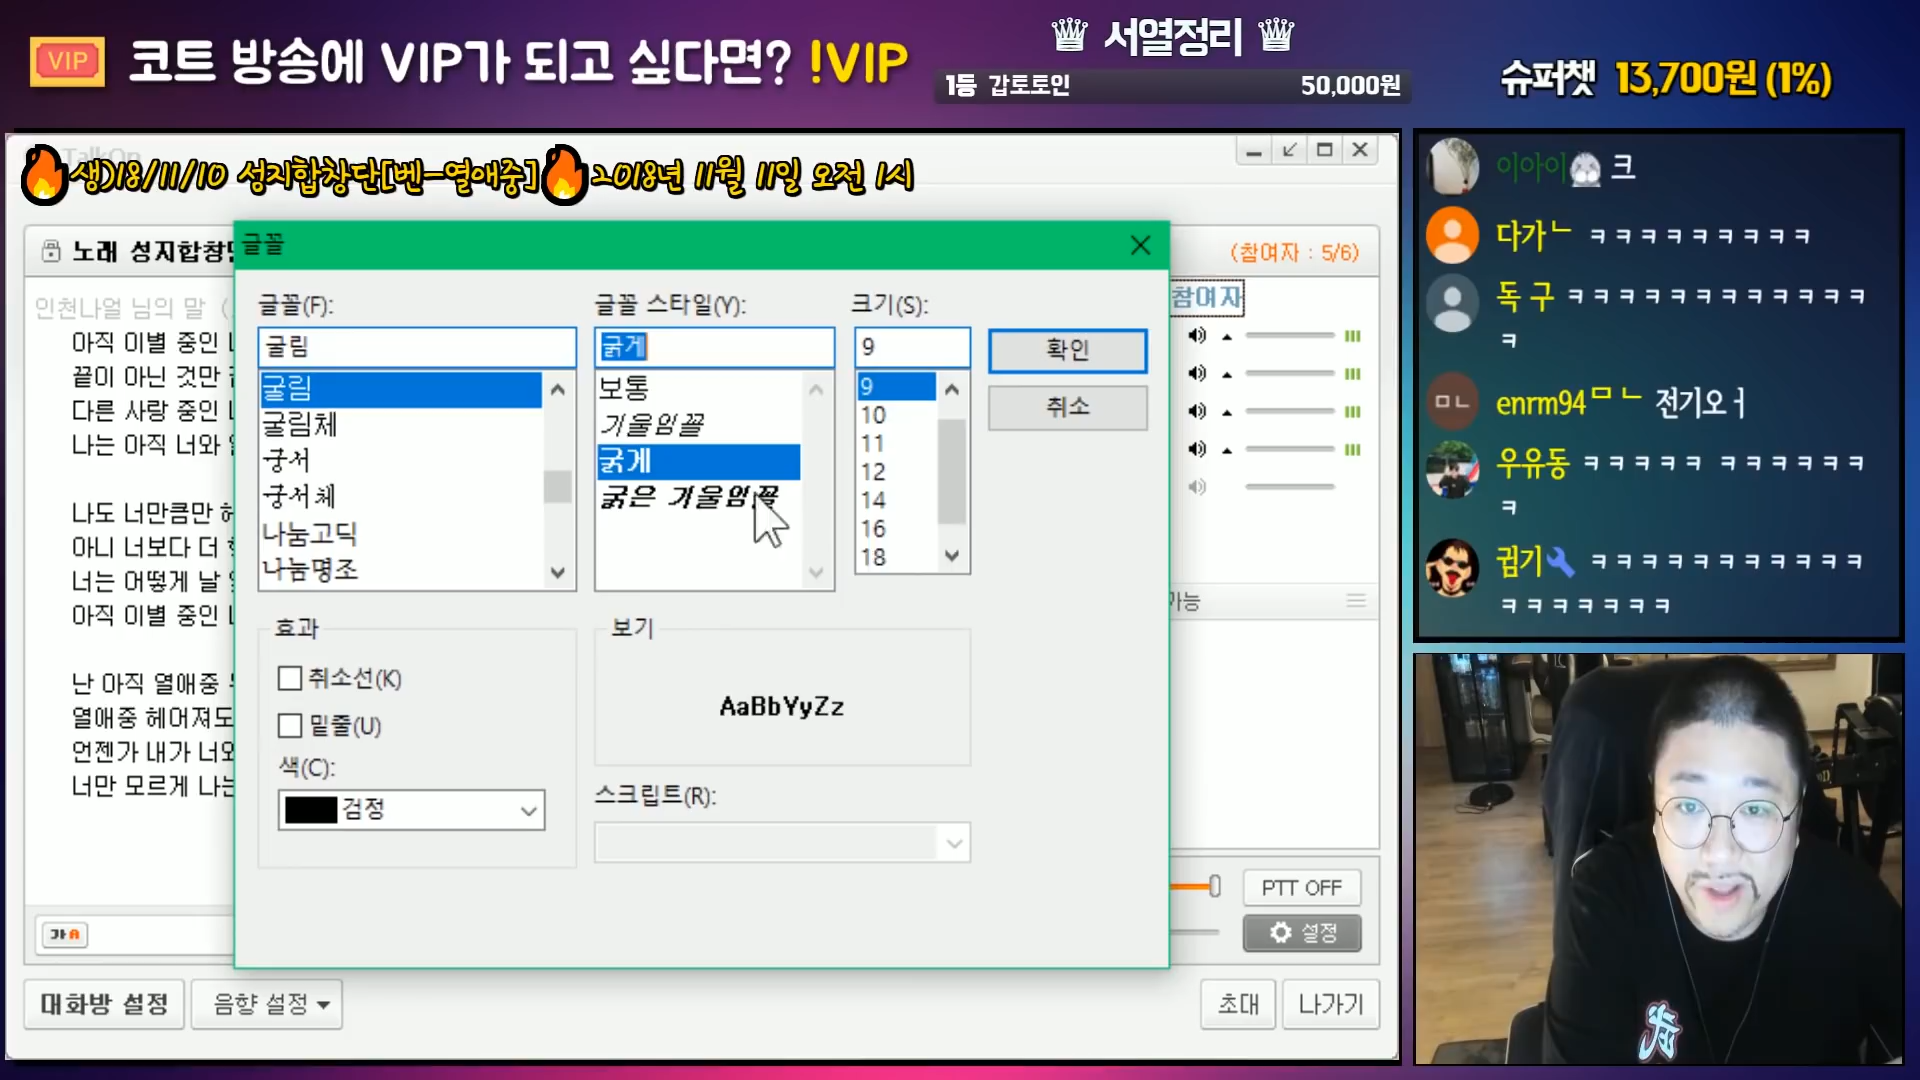 VIP 코트 방송에 VIP가 되고 싶다면? !VIP
서열정리
1등 갑토토인 50,000원
슈퍼챗 13,700원 (1%)
TalkOn
생)18/11/10 성지합창단[벤-열애중] 2018년 11월 11일 오전 1시
노래 성지합창단
(참여자 : 5/6)
인천나얼 님의 말
아직 이별 중인
끝이 아닌 것만
다른 사랑 중인
나는 아직 너와
나도 너만큼만
아니 너보다 더
너는 어떻게 날
아직 이별 중인
난 아직 열애중
열애중 헤어져도
언젠가 내가 너와
너만 모르게 나는
참여자
가능
글꼴
글꼴(F):
굴림
굴림
굴림체
궁서
궁서체
나눔고딕
나눔명조
글꼴 스타일(Y):
굵게
보통
기울임꼴
굵게
굵은 기울임꼴
크기(S):
9
9
10
11
12
14
16
18
확인
취소
효과
취소선(K)
밑줄(U)
색(C):
검정
보기
AaBbYyZz
스크립트(R):
PTT OFF
설정
가A
대화방 설정
음향 설정
초대
나가기
이아이 크
다가ᄂ ㅋㅋㅋㅋㅋㅋㅋㅋㅋ
독 구 ㅋㅋㅋㅋㅋㅋㅋㅋㅋㅋㅋㅋ
ㅋ
ㅁㄴ enrm94ᄆ ᄂ 전기오ㅓ
우유동 ㅋㅋㅋㅋㅋ ㅋㅋㅋㅋㅋㅋ
ㅋ
귐기 ㅋㅋㅋㅋㅋㅋㅋㅋㅋㅋㅋ
ㅋㅋㅋㅋㅋㅋㅋ